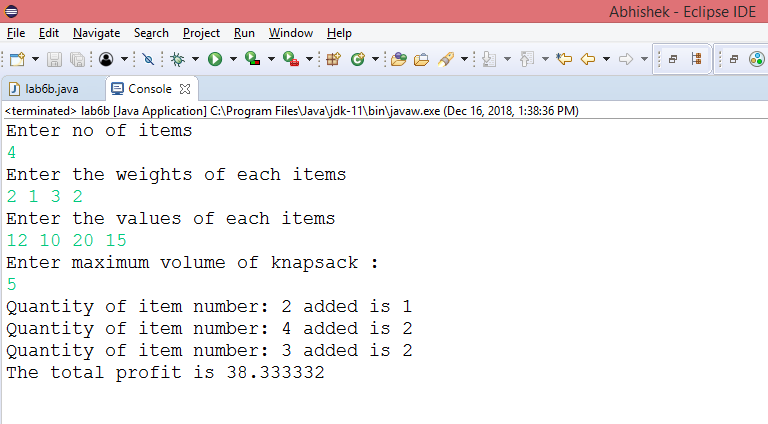 Abhishek - Eclipse IDE
File Edit Navigate Search Project Run Window Help
lab6b.java Console
<terminated> lab6b [Java Application] C:\Program Files\Java\jdk-11\bin\javaw.exe (Dec 16, 2018, 1:38:36 PM)
Enter no of items
4
Enter the weights of each items
2 1 3 2
Enter the values of each items
12 10 20 15
Enter maximum volume of knapsack :
5
Quantity of item number: 2 added is 1
Quantity of item number: 4 added is 2
Quantity of item number: 3 added is 2
The total profit is 38.333332